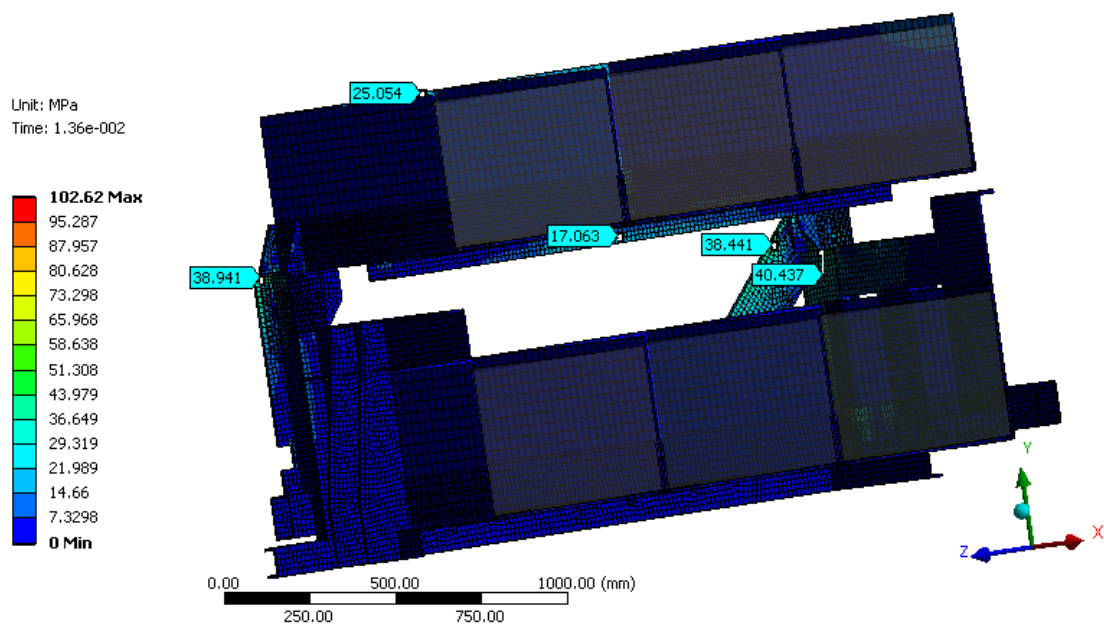 Unit: MPa
Time: 1.36e-002
102.62 Max
95.287
87.957
80.628
73.298
65.968
58.638
51.308
43.979
36.649
29.319
21.989
14.66
7.3298
0 Min
25.054
17.063
38.441
38.941
40.437
0.00 500.00 1000.00 (mm)
250.00 750.00
Y
Z X